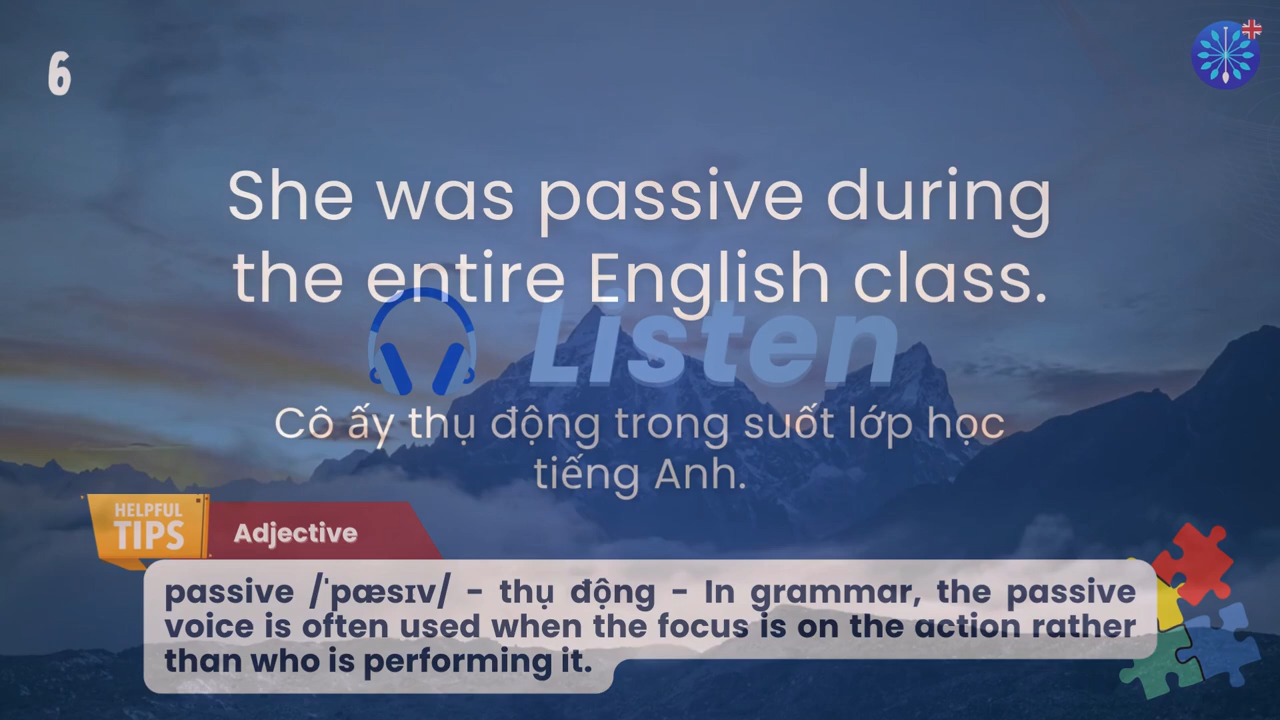 6
She was passive during
the entire English class.
Listen
Cô ấy thụ động trong suốt lớp học
tiếng Anh.
HELPFUL
TIPS
Adjective
passive /ˈpæsɪv/ - thụ động - In grammar, the passive
voice is often used when the focus is on the action rather
than who is performing it.